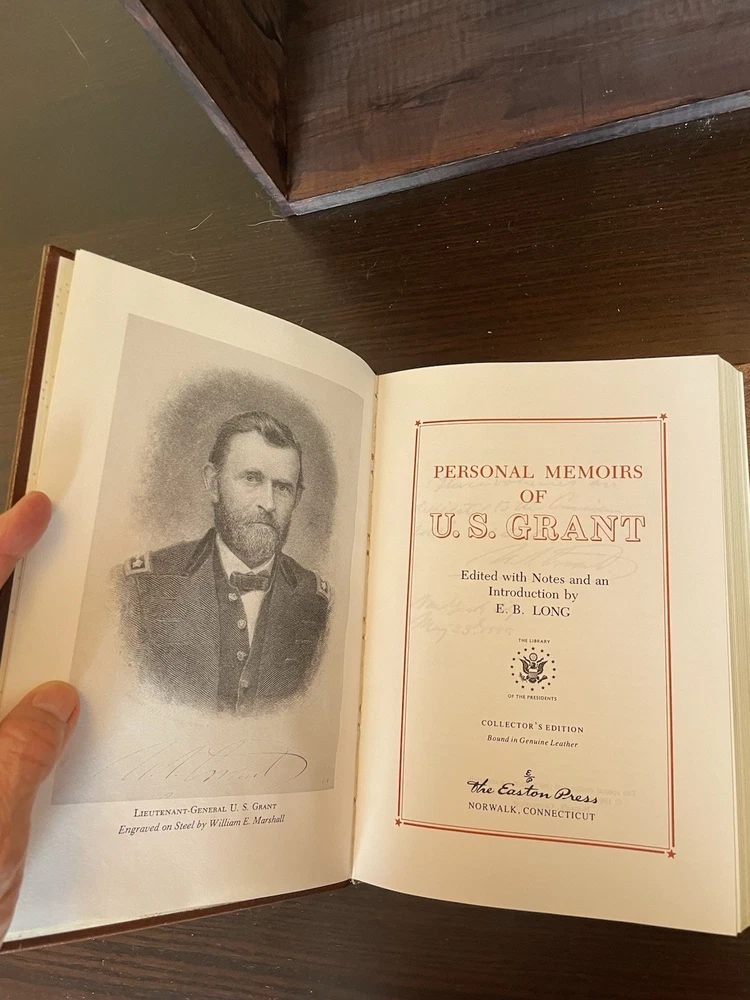 LIEUTENANT-GENERAL U. S. GRANT
Engraved on Steel by William E. Marshall
PERSONAL MEMOIRS
OF
U. S. GRANT
Edited with Notes and an
Introduction by
E. B. LONG
THE LIBRARY
OF THE PRESIDENTS
COLLECTOR'S EDITION
Bound in Genuine Leather
E/P
The Easton Press
NORWALK, CONNECTICUT